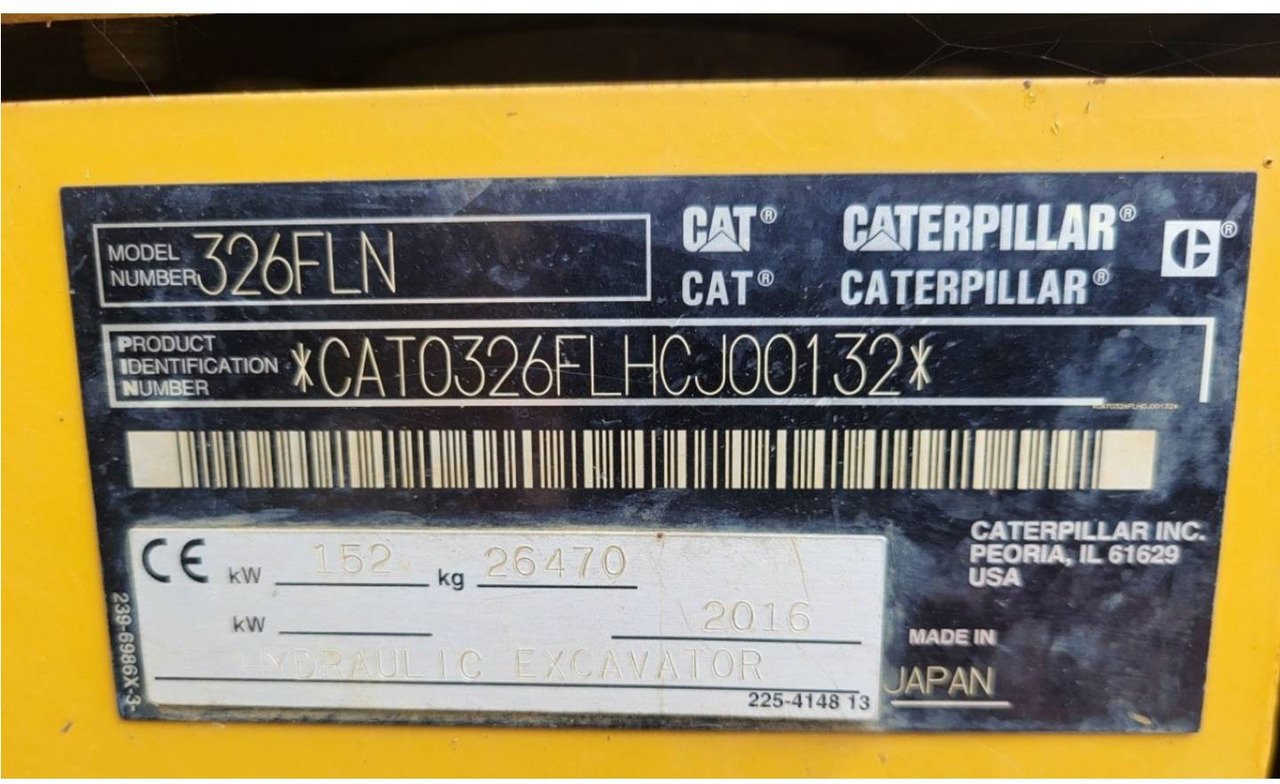 MODEL NUMBER 326FLN
CAT® CATERPILLAR® ®
CAT® CATERPILLAR®
PRODUCT IDENTIFICATION NUMBER *CAT0326FLHCJ00132*
*CAT0326FLHCJ00132*
CE kW 152 kg 26470
kW 2016
HYDRAULIC EXCAVATOR
225-4148 13
239-6986X-3-
CATERPILLAR INC.
PEORIA, IL 61629
USA
MADE IN
JAPAN